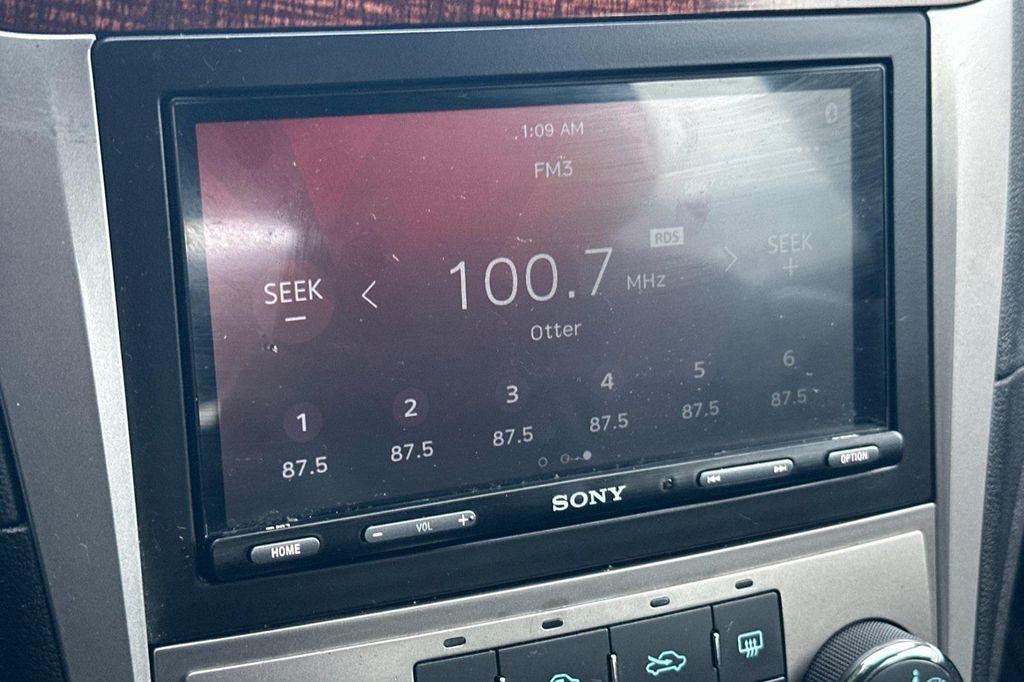 1:09 AM
FM3
RDS
SEEK
−
100.7 MHz
SEEK
+
Otter
1 2 3 4 5 6
87.5 87.5 87.5 87.5 87.5 87.5
HOME
− VOL +
SONY
OPTION